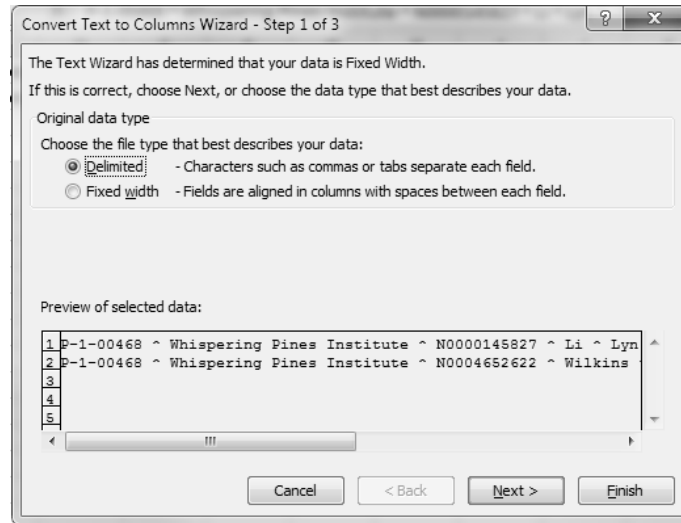 Convert Text to Columns Wizard - Step 1 of 3
The Text Wizard has determined that your data is Fixed Width.
If this is correct, choose Next, or choose the data type that best describes your data.
Original data type
Choose the file type that best describes your data:
Delimited - Characters such as commas or tabs separate each field.
Fixed width - Fields are aligned in columns with spaces between each field.
Preview of selected data:
1 P-1-00468 ^ Whispering Pines Institute ^ N0000145827 ^ Li ^ Lyn
2 P-1-00468 ^ Whispering Pines Institute ^ N0004652622 ^ Wilkins
3
4
5
Cancel < Back Next > Finish